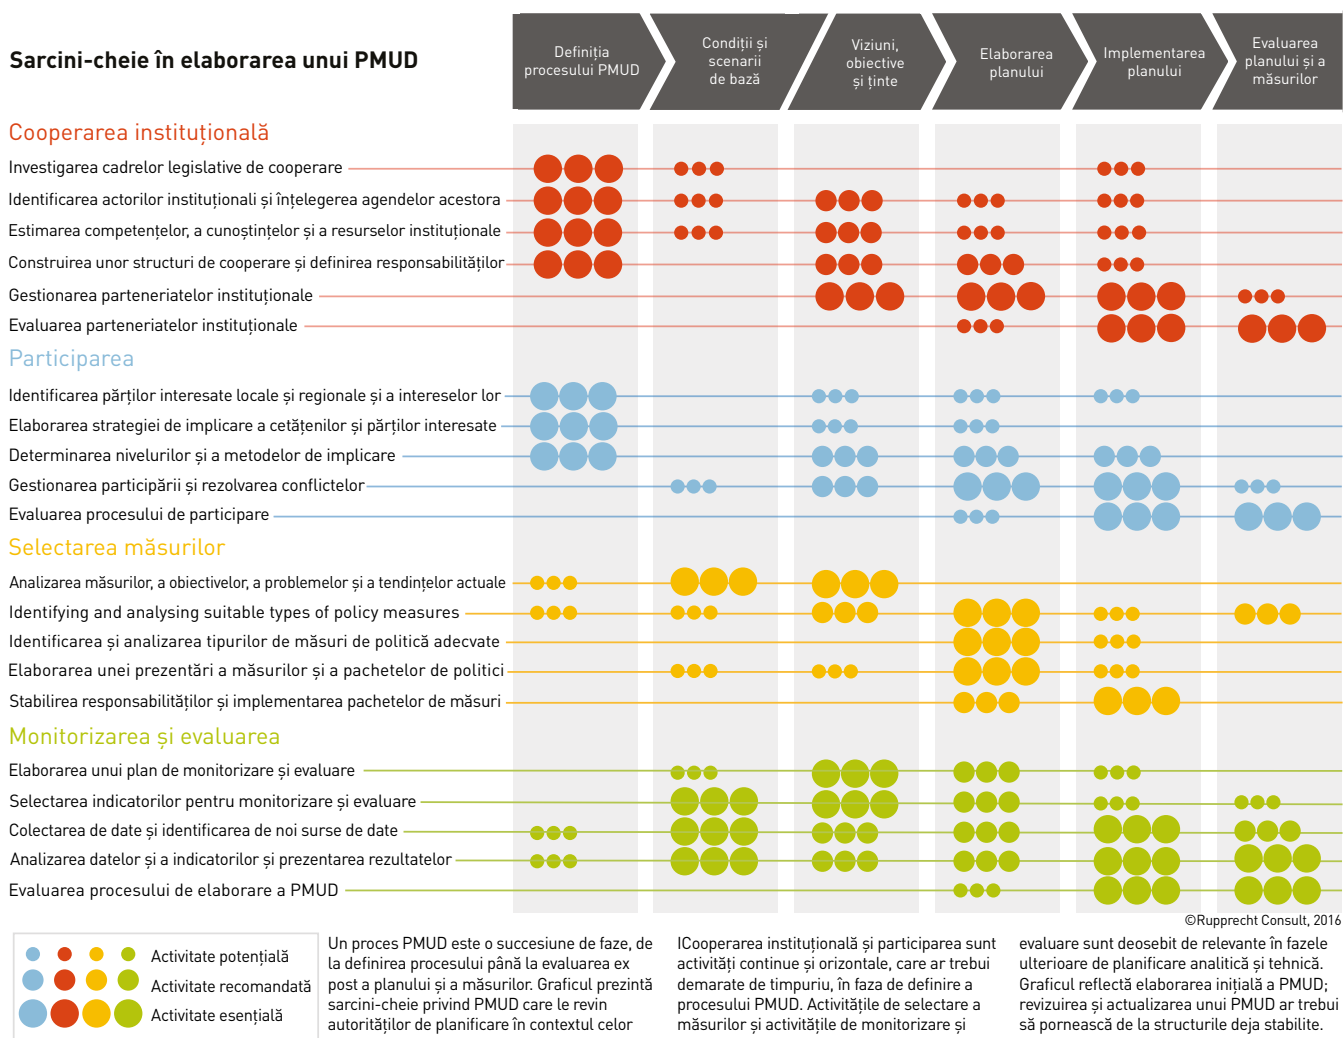 Sarcini-cheie în elaborarea unui PMUD
Definiția
procesului PMUD
Condiții și
scenarii
de bază
Viziuni,
obiective
și ținte
Elaborarea
planului
Implementarea
planului
Evaluarea
planului și a
măsurilor
Cooperarea instituțională
Investigarea cadrelor legislative de cooperare
Identificarea actorilor instituționali și înțelegerea agendelor acestora
Estimarea competențelor, a cunoștințelor și a resurselor instituționale
Construirea unor structuri de cooperare și definirea responsabilităților
Gestionarea parteneriatelor instituționale
Evaluarea parteneriatelor instituționale
Participarea
Identificarea părților interesate locale și regionale și a intereselor lor
Elaborarea strategiei de implicare a cetățenilor și părților interesate
Determinarea nivelurilor și a metodelor de implicare
Gestionarea participării și rezolvarea conflictelor
Evaluarea procesului de participare
Selectarea măsurilor
Analizarea măsurilor, a obiectivelor, a problemelor și a tendințelor actuale
Identifying and analysing suitable types of policy measures
Identificarea și analizarea tipurilor de măsuri de politică adecvate
Elaborarea unei prezentări a măsurilor și a pachetelor de politici
Stabilirea responsabilităților și implementarea pachetelor de măsuri
Monitorizarea și evaluarea
Elaborarea unui plan de monitorizare și evaluare
Selectarea indicatorilor pentru monitorizare și evaluare
Colectarea de date și identificarea de noi surse de date
Analizarea datelor și a indicatorilor și prezentarea rezultatelor
Evaluarea procesului de elaborare a PMUD
©Rupprecht Consult, 2016
Activitate potențială
Activitate recomandată
Activitate esențială
Un proces PMUD este o succesiune de faze, de
la definirea procesului până la evaluarea ex
post a planului și a măsurilor. Graficul prezintă
sarcini-cheie privind PMUD care le revin
autorităților de planificare în contextul celor
ICooperarea instituțională și participarea sunt
activități continue și orizontale, care ar trebui
demarate de timpuriu, în faza de definire a
procesului PMUD. Activitățile de selectare a
măsurilor și activitățile de monitorizare și
evaluare sunt deosebit de relevante în fazele
ulterioare de planificare analitică și tehnică.
Graficul reflectă elaborarea inițială a PMUD;
revizuirea și actualizarea unui PMUD ar trebui
să pornească de la structurile deja stabilite.